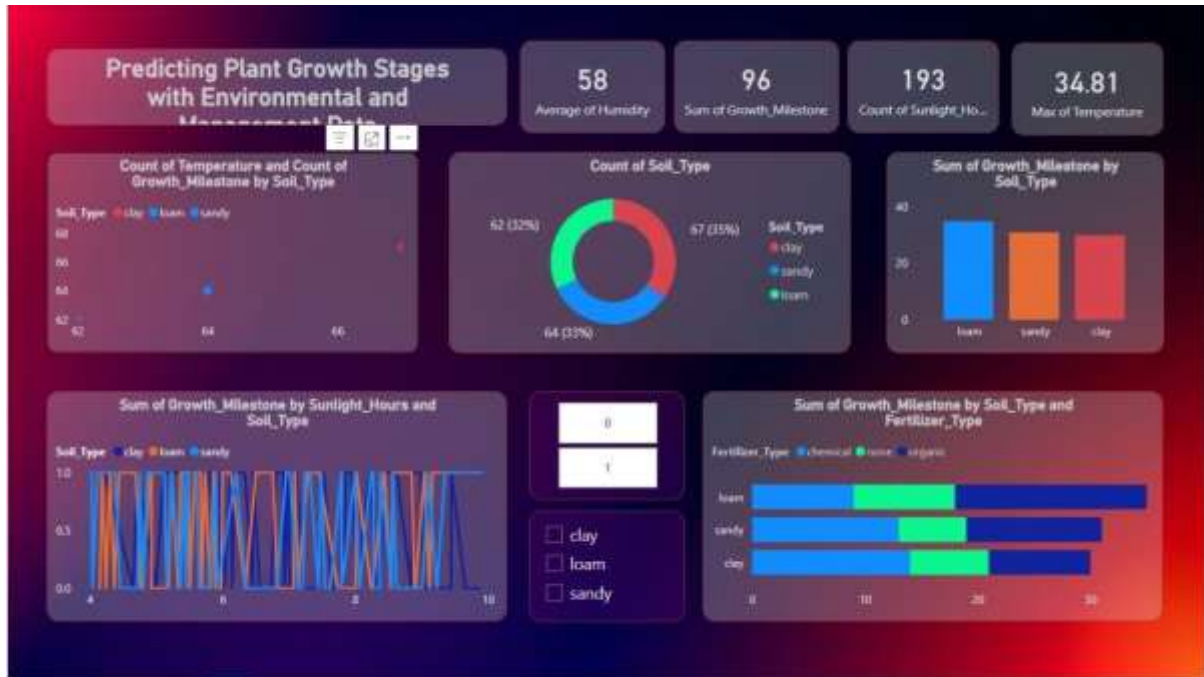 Predicting Plant Growth Stages
with Environmental and
Management Data
58
Average of Humidity
96
Sum of Growth_Milestone
193
Count of Sunlight_Ho...
34.81
Max of Temperature
Count of Temperature and Count of
Growth_Milestone by Soil_Type
Soil_Type clay loam sandy
68
66
64
62
62 64 66
Count of Soil_Type
62 (32%)
67 (35%)
64 (33%)
Soil_Type
clay
sandy
loam
Sum of Growth_Milestone by
Soil_Type
40
20
0
loam sandy clay
Sum of Growth_Milestone by Sunlight_Hours and
Soil_Type
Soil_Type clay loam sandy
1.0
0.5
0.0
4 6 8 10
0
1
clay
loam
sandy
Sum of Growth_Milestone by Soil_Type and
Fertilizer_Type
Fertilizer_Type chemical none organic
loam
sandy
clay
0 10 20 30